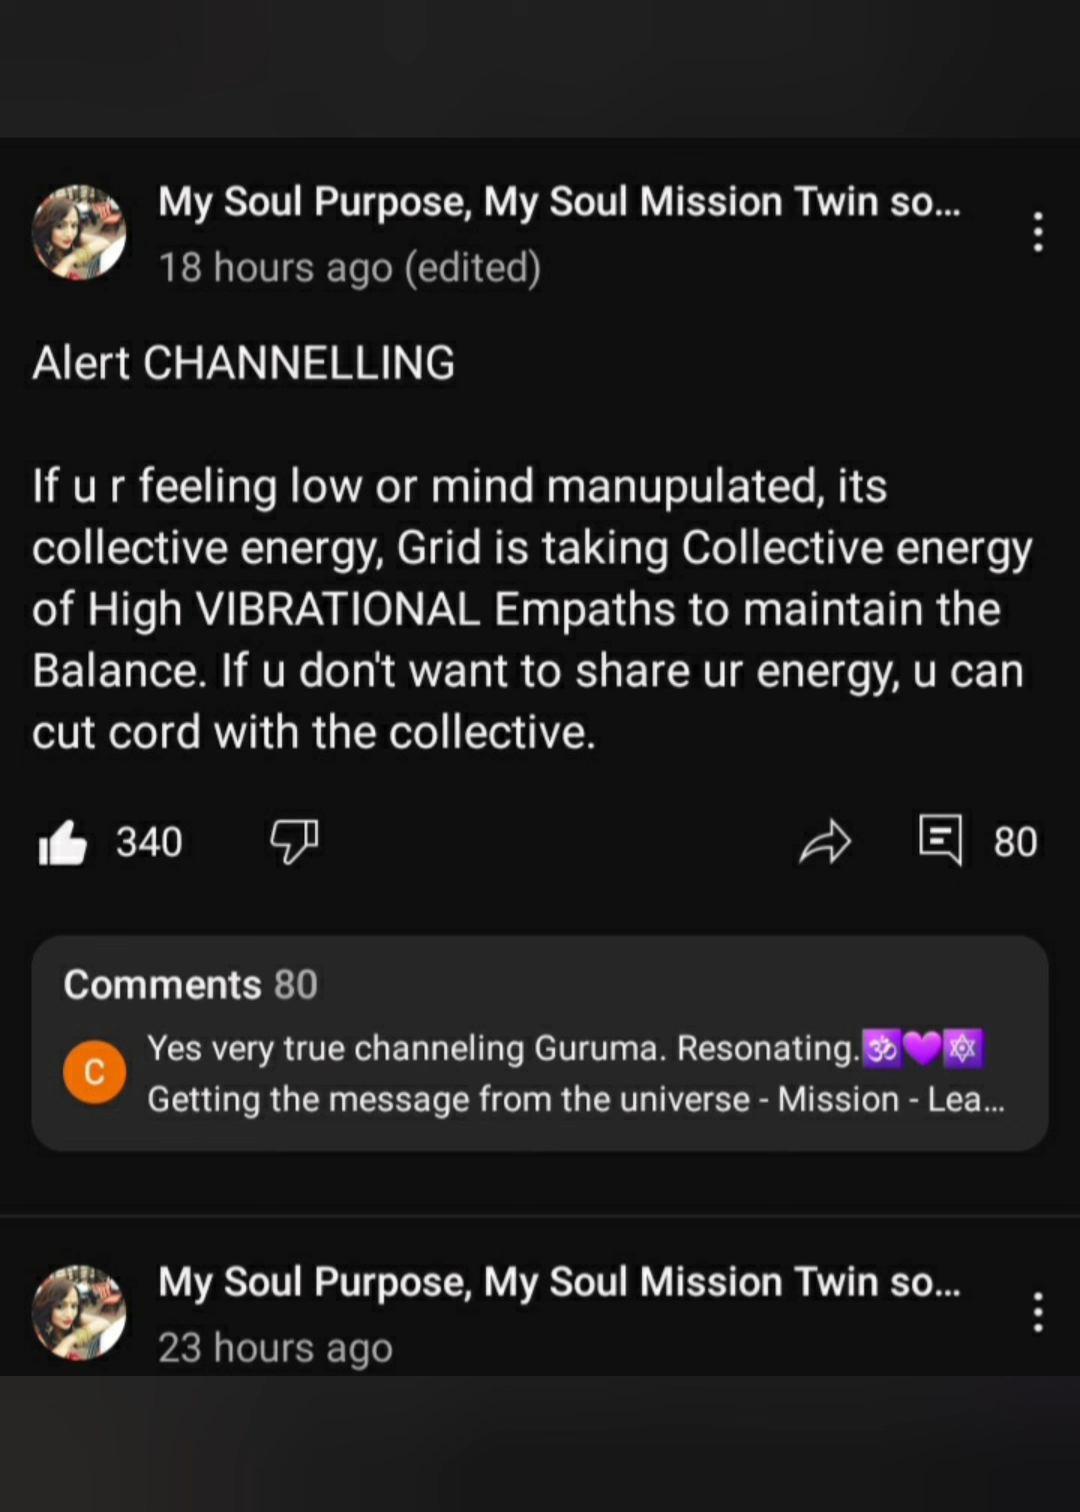 My Soul Purpose, My Soul Mission Twin so...
18 hours ago (edited)
Alert CHANNELLING
If u r feeling low or mind manupulated, its
collective energy, Grid is taking Collective energy
of High VIBRATIONAL Empaths to maintain the
Balance. If u don't want to share ur energy, u can
cut cord with the collective.
340 80
Comments 80
C
Yes very true channeling Guruma. Resonating.🕉💜🔯
Getting the message from the universe - Mission - Lea...
My Soul Purpose, My Soul Mission Twin so...
23 hours ago